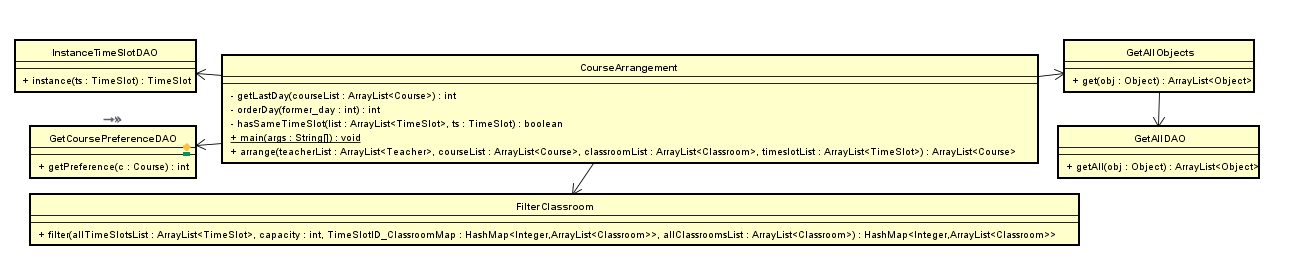 InstanceTimeSlotDAO
+ instance(ts : TimeSlot) : TimeSlot
GetCoursePreferenceDAO
+ getPreference(c : Course) : int
CourseArrangement
- getLastDay(courseList : ArrayList<Course>) : int
- orderDay(former_day : int) : int
- hasSameTimeSlot(list : ArrayList<TimeSlot>, ts : TimeSlot) : boolean
+ main(args : String[]) : void
+ arrange(teacherList : ArrayList<Teacher>, courseList : ArrayList<Course>, classroomList : ArrayList<Classroom>, timeslotList : ArrayList<TimeSlot>) : ArrayList<Course>
GetAllObjects
+ get(obj : Object) : ArrayList<Object>
GetAllDAO
+ getAll(obj : Object) : ArrayList<Object>
FilterClassroom
+ filter(allTimeSlotsList : ArrayList<TimeSlot>, capacity : int, TimeSlotID_ClassroomMap : HashMap<Integer,ArrayList<Classroom>>, allClassroomsList : ArrayList<Classroom>) : HashMap<Integer,ArrayList<Classroom>>